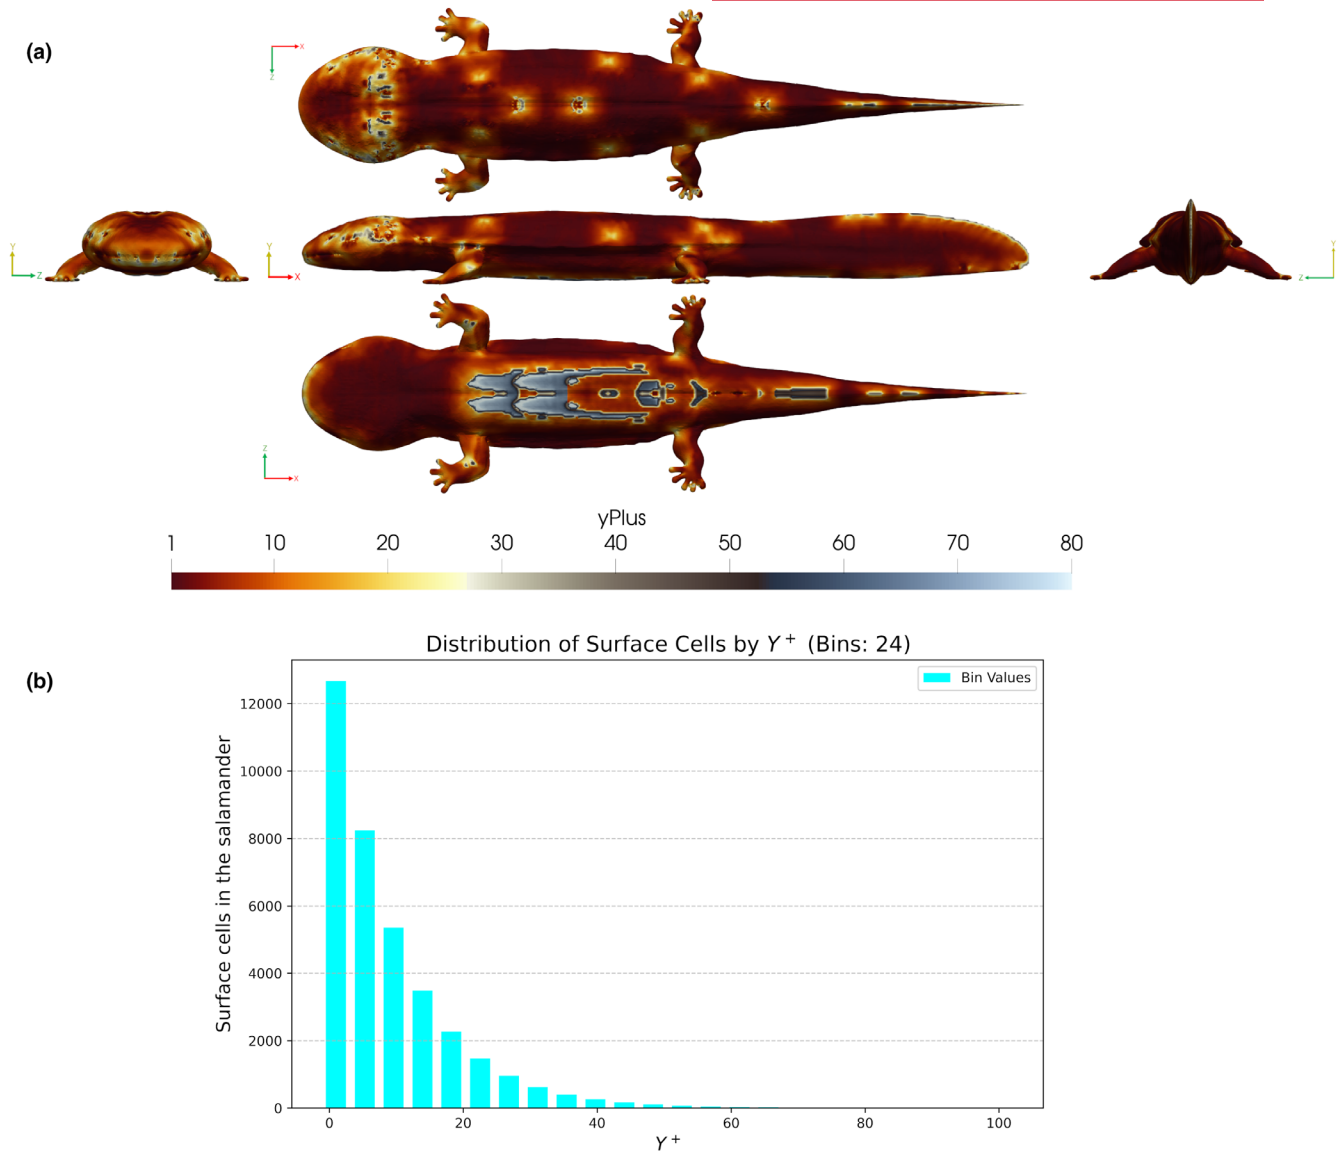 (a)
X
Z
Y
Z
Y
X
Y
Z
Z
X
yPlus
1 10 20 30 40 50 60 70 80
(b)
Distribution of Surface Cells by Y + (Bins: 24)
Bin Values
Surface cells in the salamander
12000
10000
8000
6000
4000
2000
0
0 20 40 60 80 100
Y +